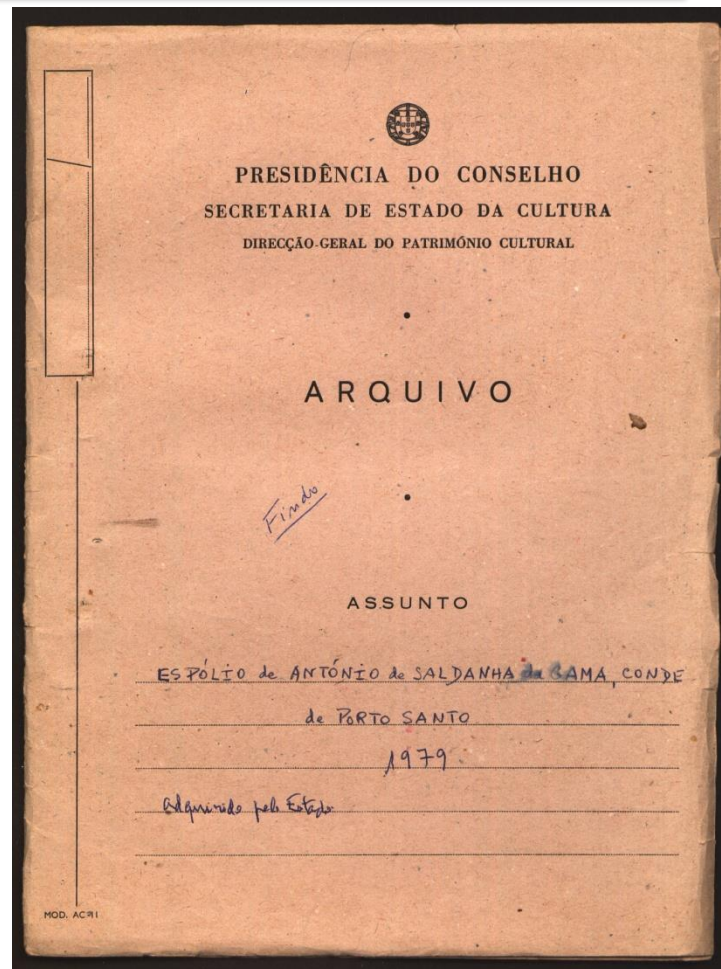 PRESIDÊNCIA DO CONSELHO
SECRETARIA DE ESTADO DA CULTURA
DIRECÇÃO-GERAL DO PATRIMÓNIO CULTURAL
ARQUIVO
Findo
ASSUNTO
ESPÓLIO de ANTÓNIO de SALDANHA da GAMA, CONDE
de PORTO SANTO
1979
Adquirido pelo Estado
MOD. AC